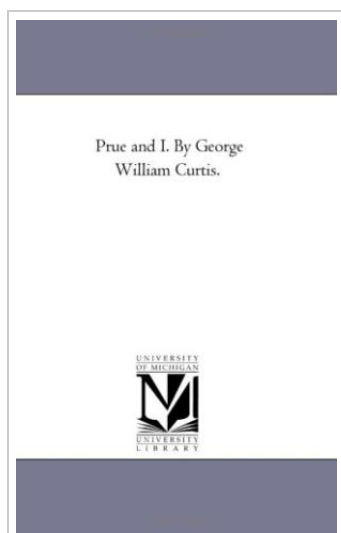 Prue and I. By George
William Curtis.
UNIVERSITY
OF MICHIGAN
UNIVERSITY
LIBRARY